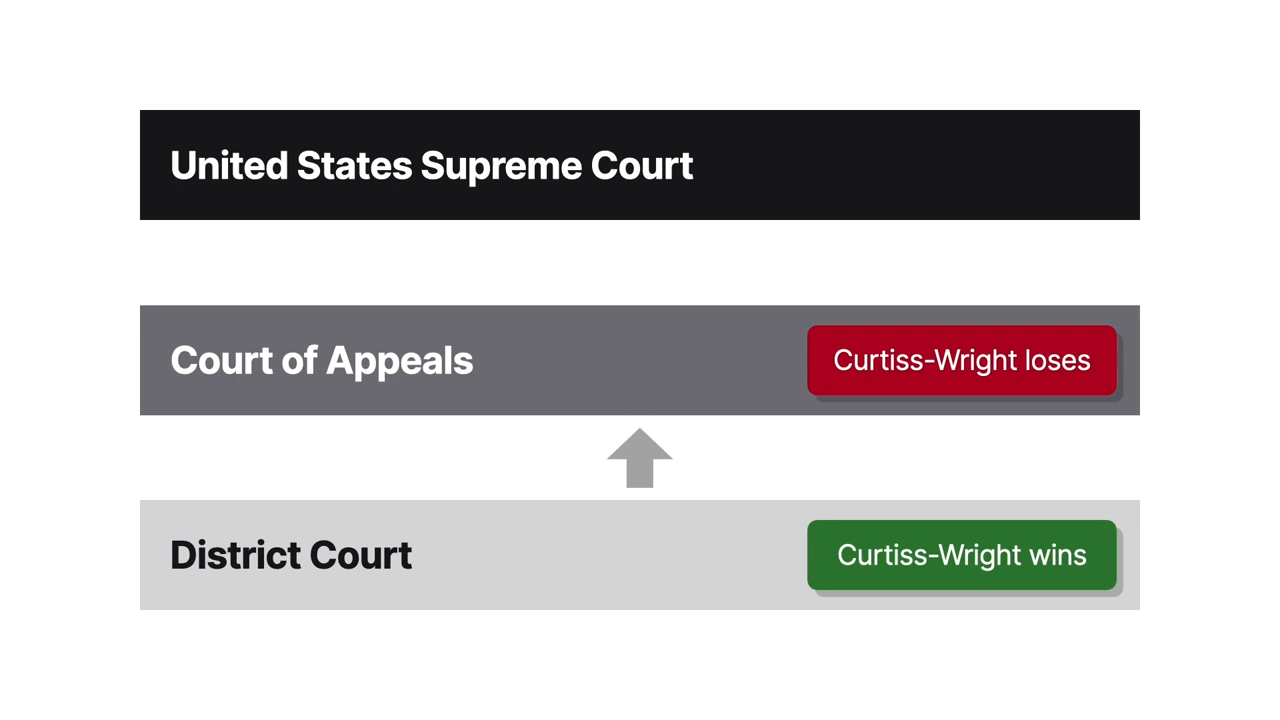 United States Supreme Court
Court of Appeals
Curtiss-Wright loses
District Court
Curtiss-Wright wins